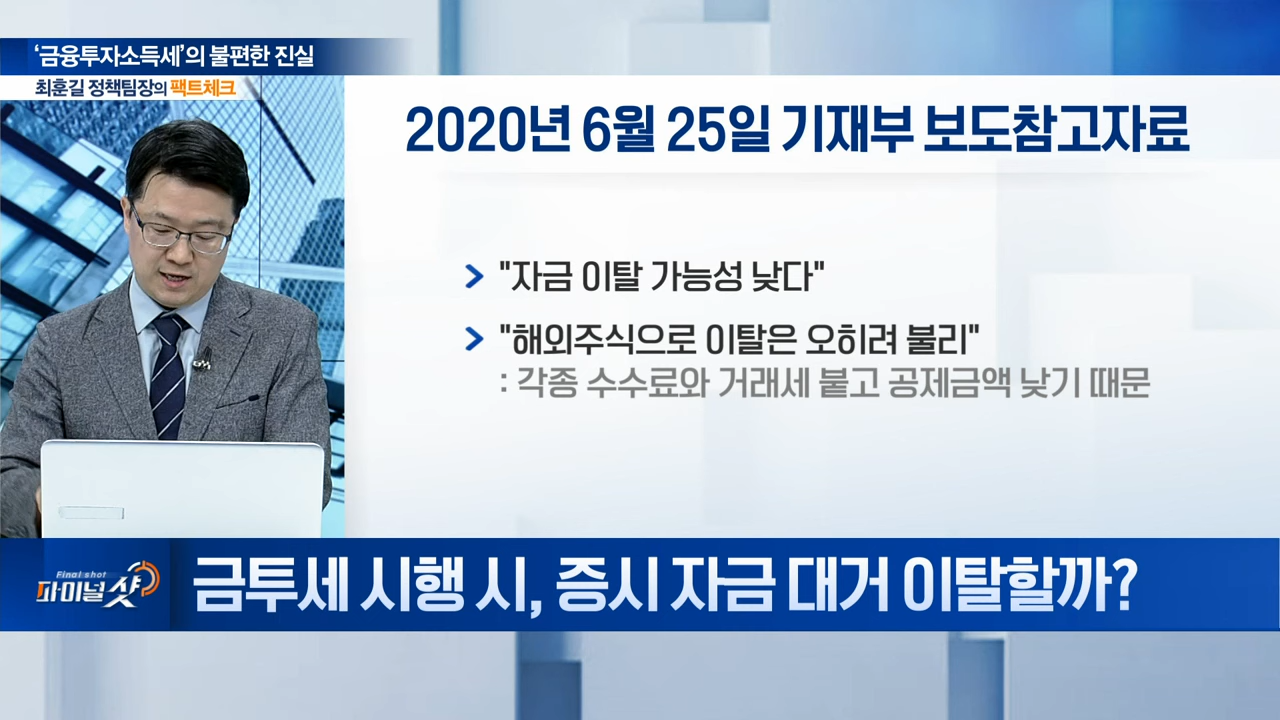 ‘금융투자소득세’의 불편한 진실
최훈길 정책팀장의 팩트체크
2020년 6월 25일 기재부 보도참고자료
"자금 이탈 가능성 낮다"
"해외주식으로 이탈은 오히려 불리"
: 각종 수수료와 거래세 붙고 공제금액 낮기 때문
Final shot
파이널 샷
금투세 시행 시, 증시 자금 대거 이탈할까?